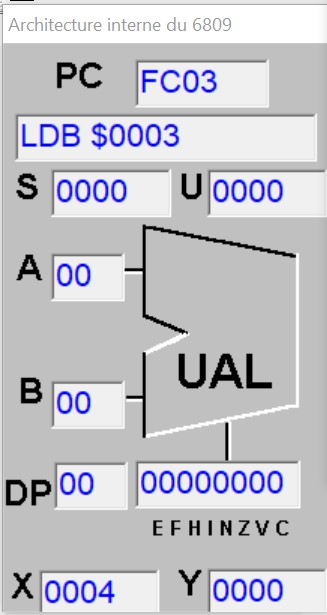 Architecture interne du 6809
PC FC03
LDB $0003
S 0000 U 0000
A 00
B 00
UAL
DP 00 00000000
E F H I N Z V C
X 0004 Y 0000